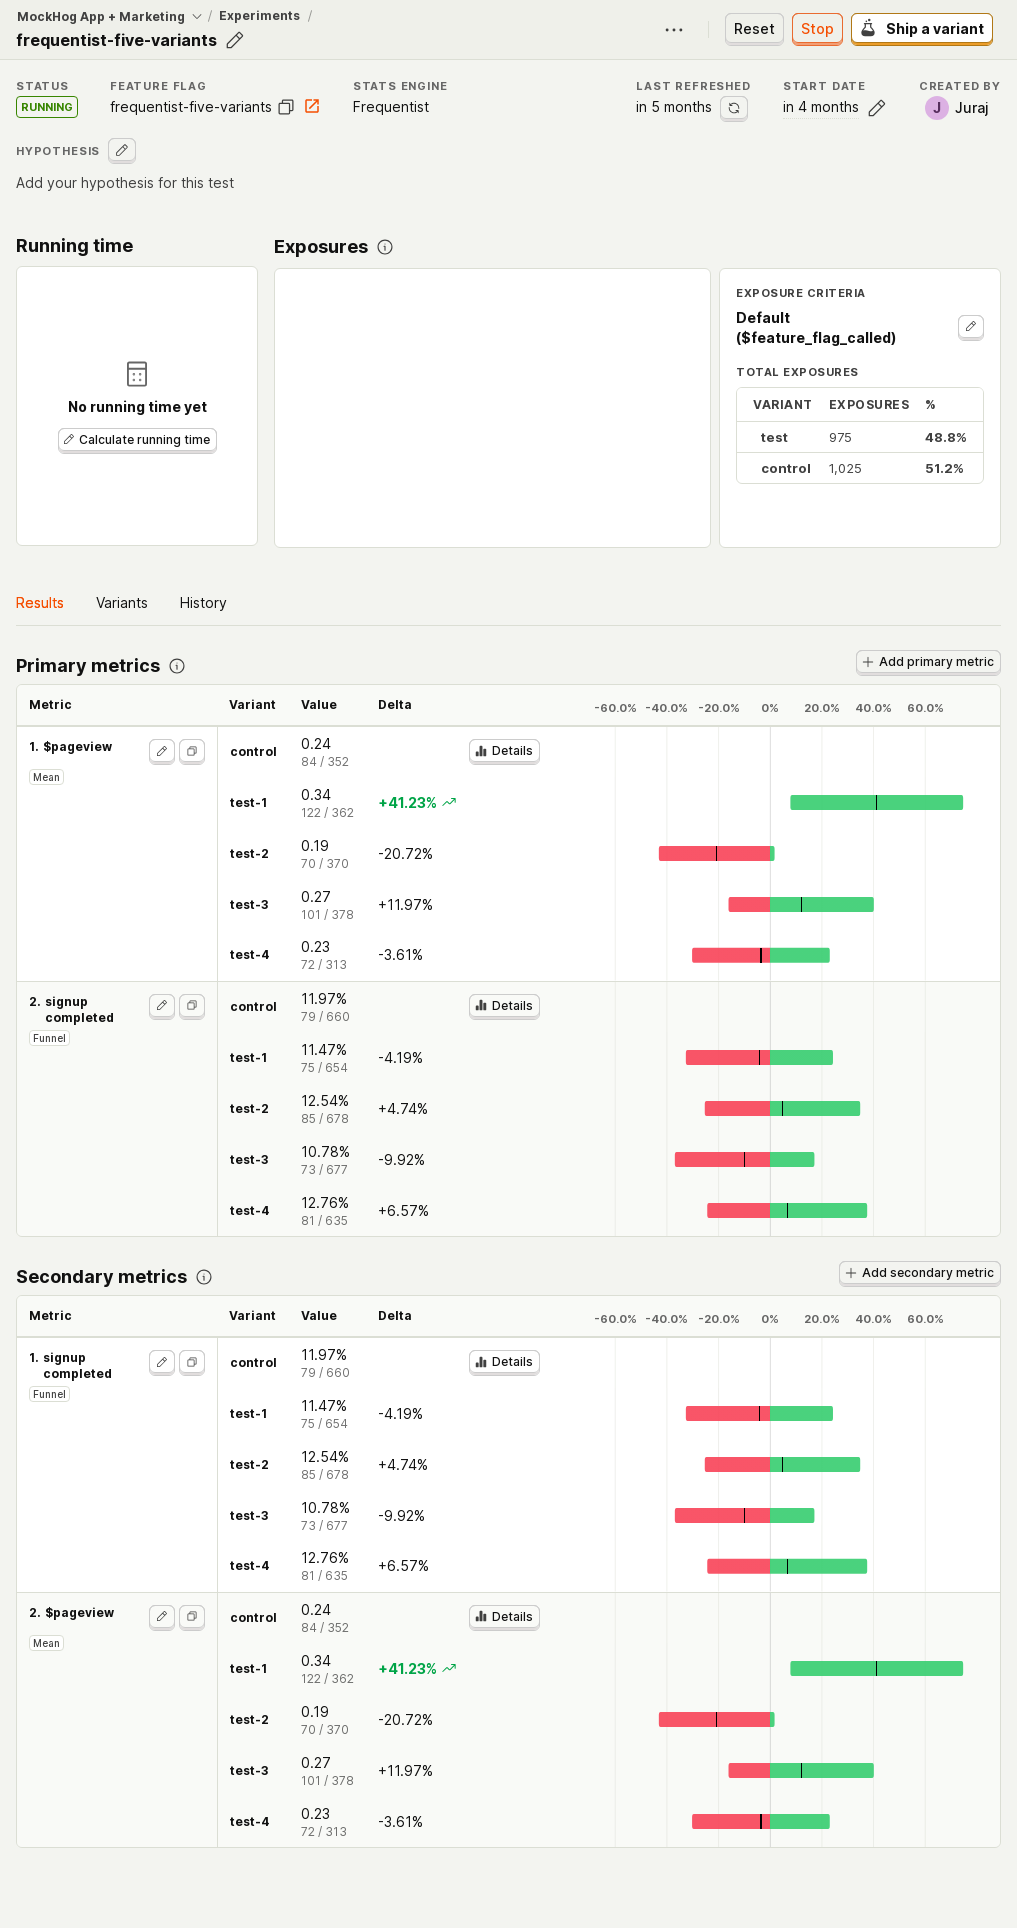 MockHog App + Marketing / Experiments /
frequentist-five-variants
Reset
Stop
Ship a variant
STATUS
RUNNING
FEATURE FLAG
frequentist-five-variants
STATS ENGINE
Frequentist
LAST REFRESHED
in 5 months
START DATE
in 4 months
CREATED BY
J Juraj
HYPOTHESIS
Add your hypothesis for this test
Running time
No running time yet
Calculate running time
Exposures
EXPOSURE CRITERIA
Default
($feature_flag_called)
TOTAL EXPOSURES
VARIANT EXPOSURES %
test 975 48.8%
control 1,025 51.2%
Results Variants History
Primary metrics
Add primary metric
Metric Variant Value Delta -60.0% -40.0% -20.0% 0% 20.0% 40.0% 60.0%
1. $pageview
Mean
control 0.24 Details
84 / 352
test-1 0.34 +41.23%
122 / 362
test-2 0.19 -20.72%
70 / 370
test-3 0.27 +11.97%
101 / 378
test-4 0.23 -3.61%
72 / 313
2. signup
completed
Funnel
control 11.97% Details
79 / 660
test-1 11.47% -4.19%
75 / 654
test-2 12.54% +4.74%
85 / 678
test-3 10.78% -9.92%
73 / 677
test-4 12.76% +6.57%
81 / 635
Secondary metrics
Add secondary metric
Metric Variant Value Delta -60.0% -40.0% -20.0% 0% 20.0% 40.0% 60.0%
1. signup
completed
Funnel
control 11.97% Details
79 / 660
test-1 11.47% -4.19%
75 / 654
test-2 12.54% +4.74%
85 / 678
test-3 10.78% -9.92%
73 / 677
test-4 12.76% +6.57%
81 / 635
2. $pageview
Mean
control 0.24 Details
84 / 352
test-1 0.34 +41.23%
122 / 362
test-2 0.19 -20.72%
70 / 370
test-3 0.27 +11.97%
101 / 378
test-4 0.23 -3.61%
72 / 313